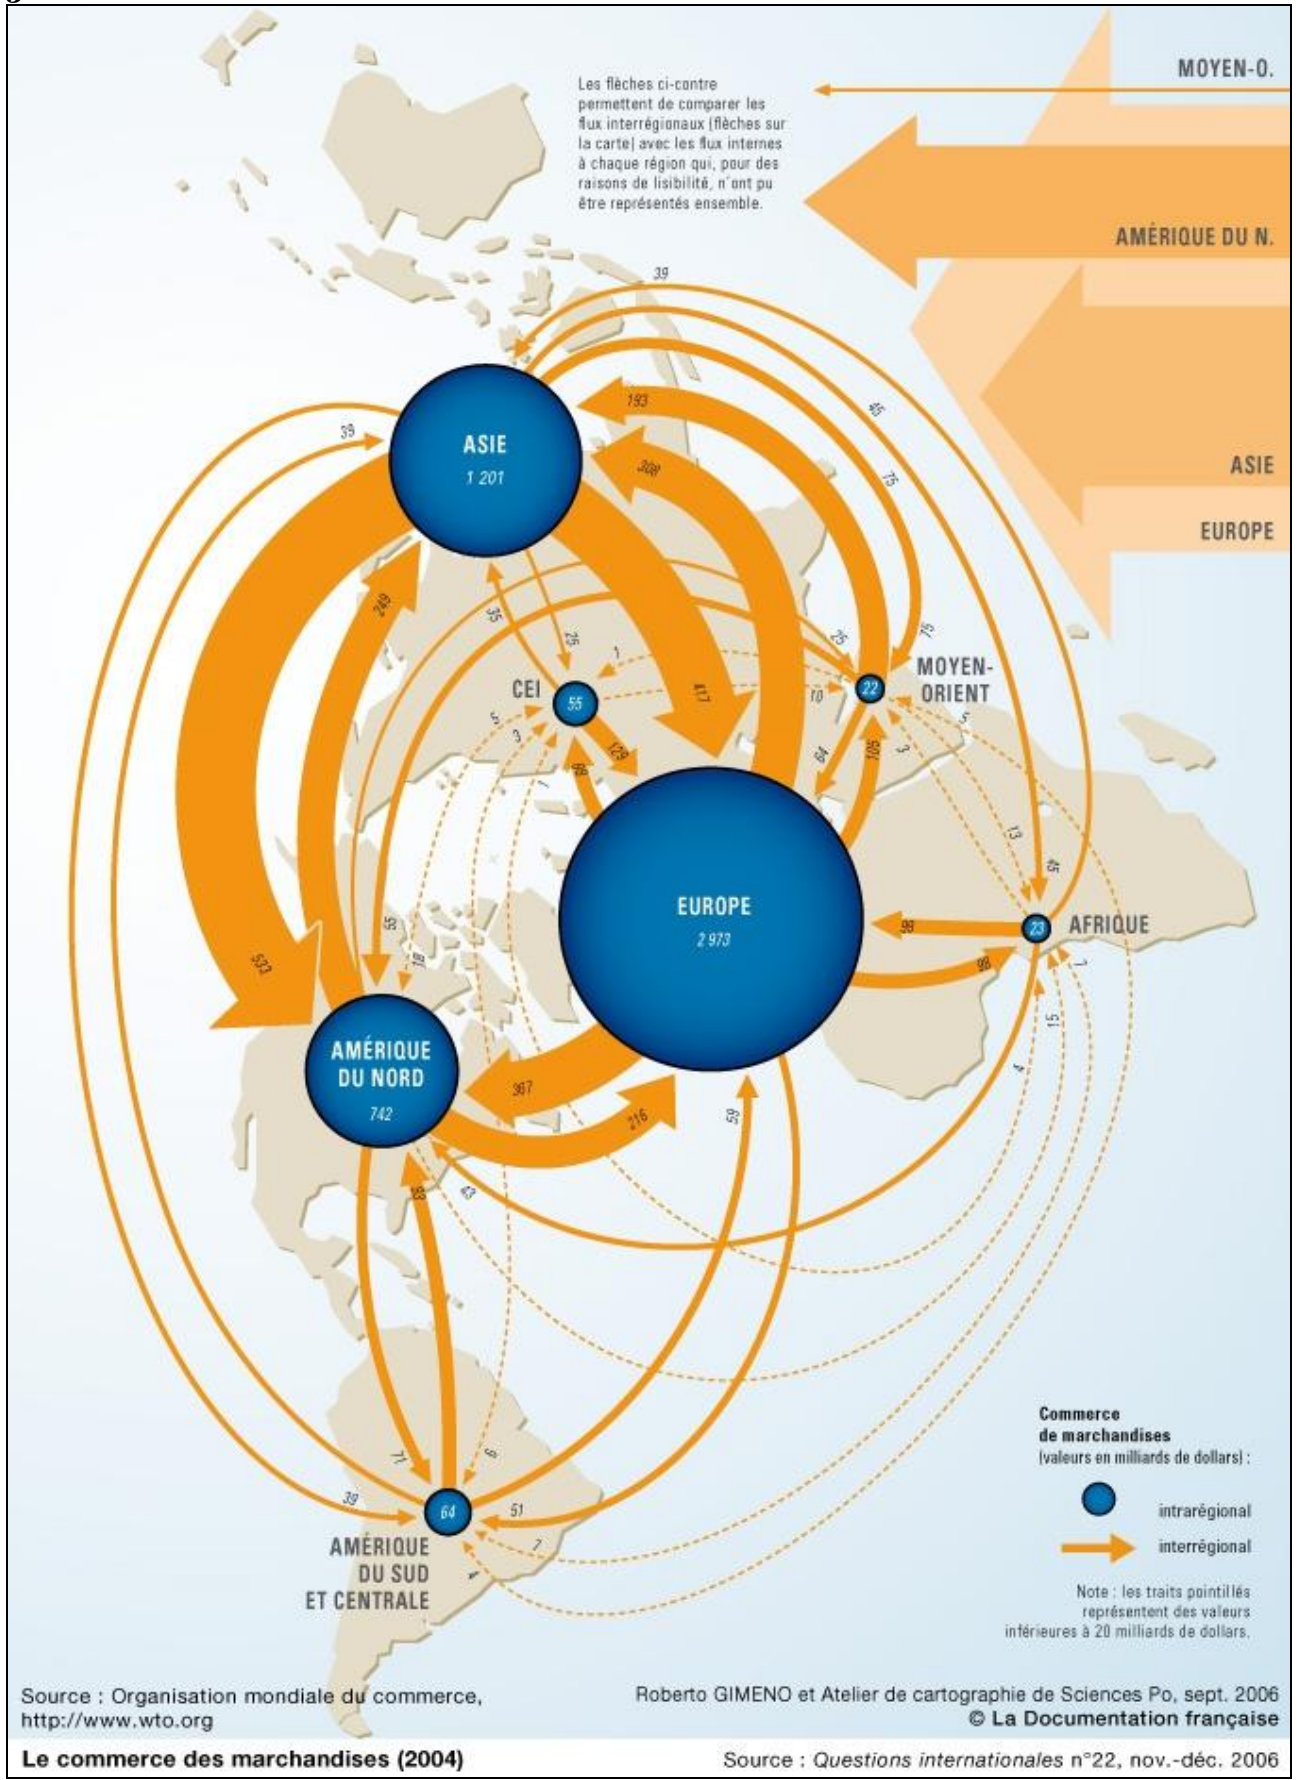 Les flèches ci-contre
permettent de comparer les
flux interrégionaux (flèches sur
la carte) avec les flux internes
à chaque région qui, pour des
raisons de lisibilité, n'ont pu
être représentés ensemble.
MOYEN-O.
AMÉRIQUE DU N.
ASIE
EUROPE
39
45
193
308
75
39
ASIE
1 201
249
35
25
1
25
75
MOYEN-
ORIENT
22
CEI
55
417
10
5
3
1
129
69
64
105
3
5
13
45
EUROPE
2 973
98
23
AFRIQUE
98
7
55
18
533
15
4
AMÉRIQUE
DU NORD
742
367
216
59
93
43
71
6
39
64
51
7
4
AMÉRIQUE
DU SUD
ET CENTRALE
Commerce
de marchandises
(valeurs en milliards de dollars) :
intrarégional
interrégional
Note : les traits pointillés
représentent des valeurs
inférieures à 20 milliards de dollars.
Source : Organisation mondiale du commerce,
http://www.wto.org
Roberto GIMENO et Atelier de cartographie de Sciences Po, sept. 2006
© La Documentation française
Le commerce des marchandises (2004)
Source : Questions internationales n°22, nov.-déc. 2006